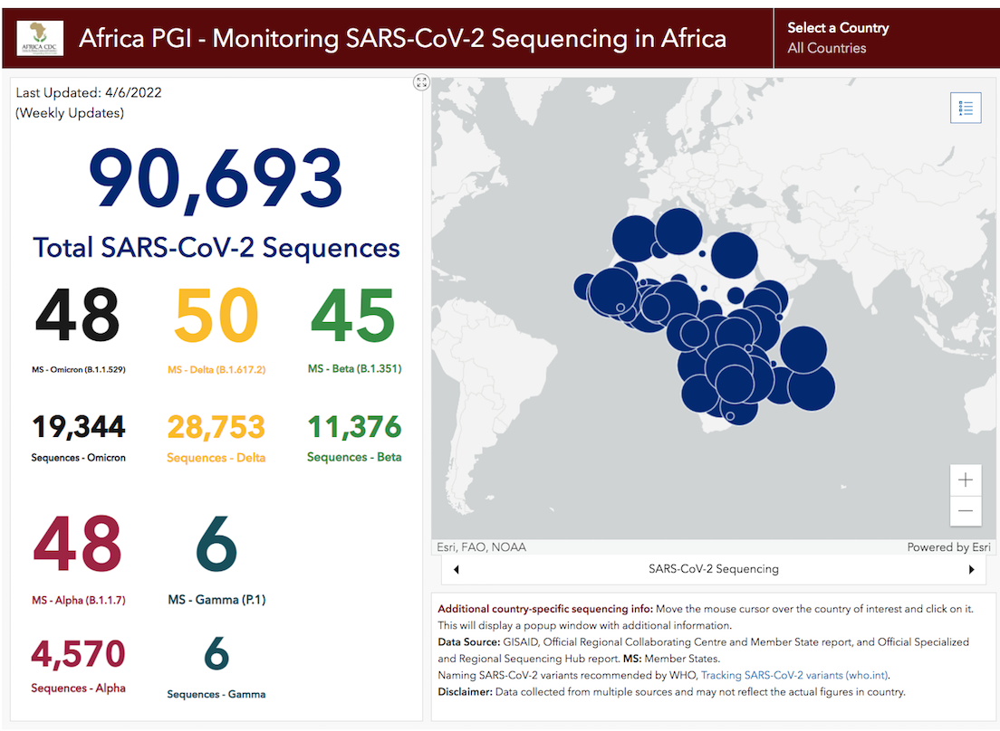 AFRICA CDC
Africa PGI - Monitoring SARS-CoV-2 Sequencing in Africa
Select a Country
All Countries
Last Updated: 4/6/2022
(Weekly Updates)
90,693
Total SARS-CoV-2 Sequences
48 50 45
MS - Omicron (B.1.1.529) MS - Delta (B.1.617.2) MS - Beta (B.1.351)
19,344 28,753 11,376
Sequences - Omicron Sequences - Delta Sequences - Beta
48 6
MS - Alpha (B.1.1.7) MS - Gamma (P.1)
4,570 6
Sequences - Alpha Sequences - Gamma
+
−
Esri, FAO, NOAA Powered by Esri
SARS-CoV-2 Sequencing
Additional country-specific sequencing info: Move the mouse cursor over the country of interest and click on it.
This will display a popup window with additional information.
Data Source: GISAID, Official Regional Collaborating Centre and Member State report, and Official Specialized
and Regional Sequencing Hub report. MS: Member States.
Naming SARS-CoV-2 variants recommended by WHO, Tracking SARS-CoV-2 variants (who.int).
Disclaimer: Data collected from multiple sources and may not reflect the actual figures in country.